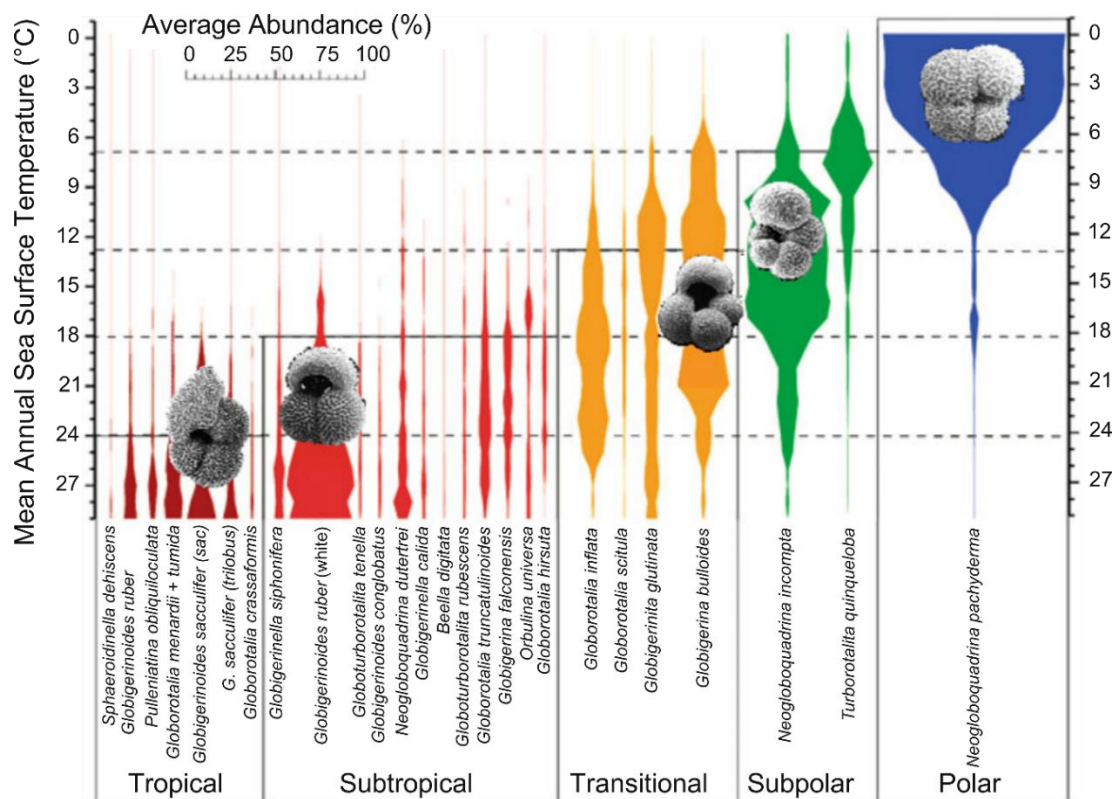 Average Abundance (%)
0 25 50 75 100
Mean Annual Sea Surface Temperature (°C)
0
3
6
9
12
15
18
21
24
27
0
3
6
9
12
15
18
21
24
27
Sphaeroidinella dehiscens
Globigerinoides ruber
Pulleniatina obliquiloculata
Globorotalia menardii + tumida
Globigerinoides sacculifer (sac)
G. sacculifer (trilobus)
Globorotalia crassaformis
Globigerinella siphonifera
Globigerinoides ruber (white)
Globoturborotalita tenella
Globigerinoides conglobatus
Neogloboquadrina dutertrei
Globigerinella calida
Bella digitata
Globoturborotalita rubescens
Globorotalia truncatulinoides
Globigerina falconensis
Orbulina universa
Globorotalia hirsuta
Globorotalia inflata
Globorotalia scitula
Globigerinita glutinata
Globigerina bulloides
Neogloboquadrina incompta
Turborotalita quinqueloba
Neogloboquadrina pachyderma
Tropical
Subtropical
Transitional
Subpolar
Polar